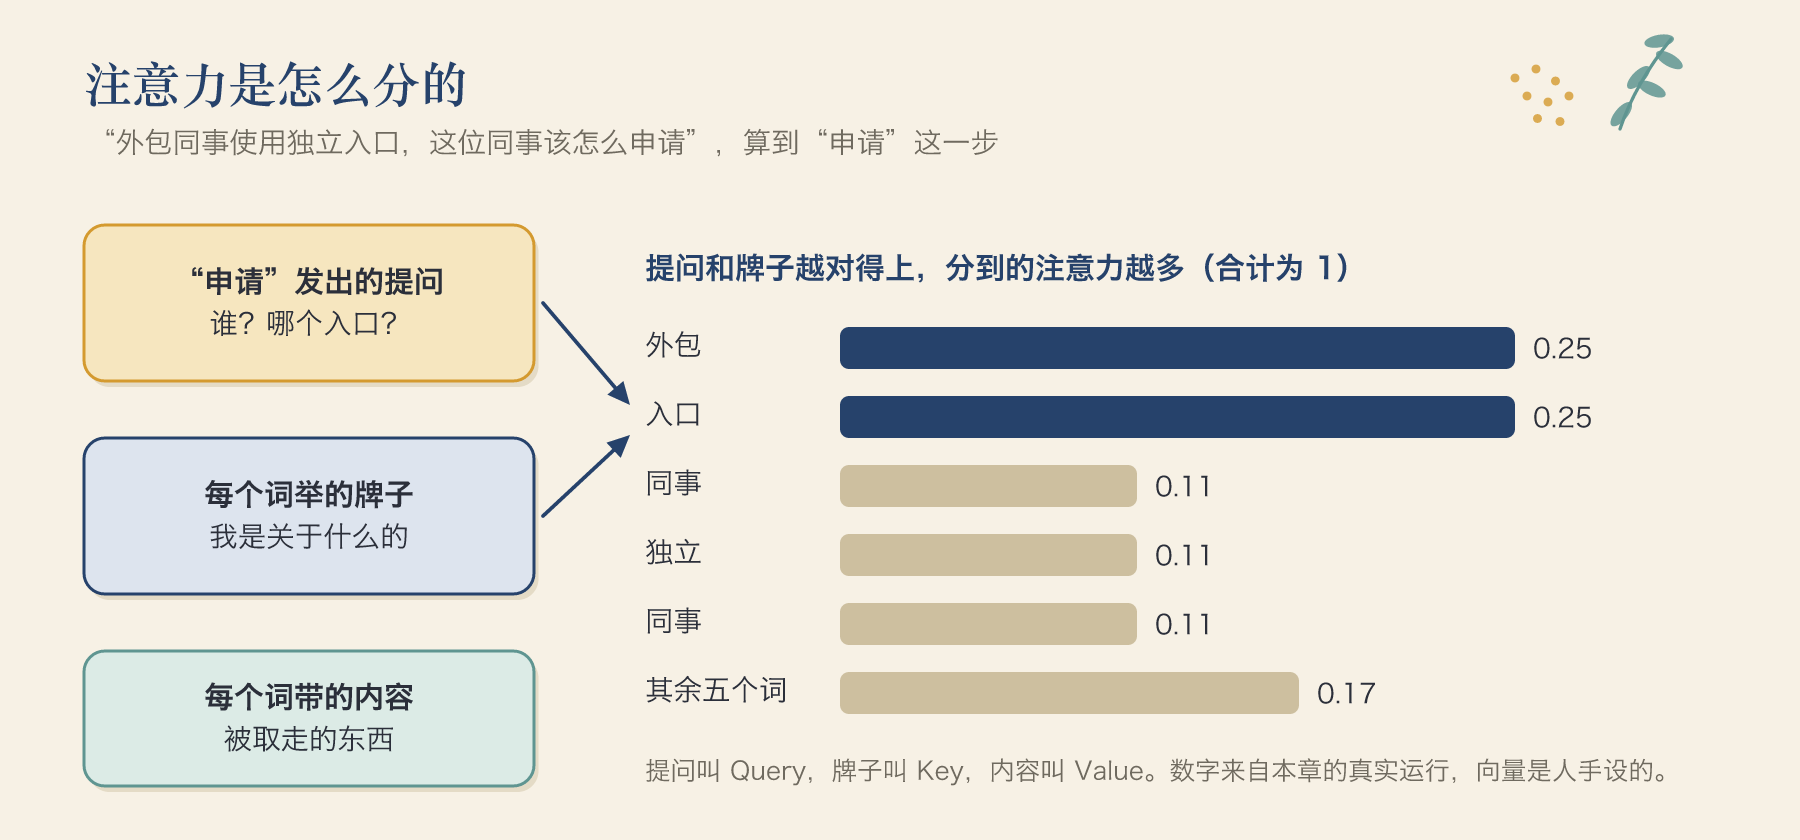 注意力是怎么分的
“外包同事使用独立入口，这位同事该怎么申请”，算到“申请”这一步
“申请”发出的提问
谁？哪个入口？
每个词举的牌子
我是关于什么的
每个词带的内容
被取走的东西
提问和牌子越对得上，分到的注意力越多（合计为 1）
外包 0.25
入口 0.25
同事 0.11
独立 0.11
同事 0.11
其余五个词 0.17
提问叫 Query，牌子叫 Key，内容叫 Value。数字来自本章的真实运行，向量是人手设的。